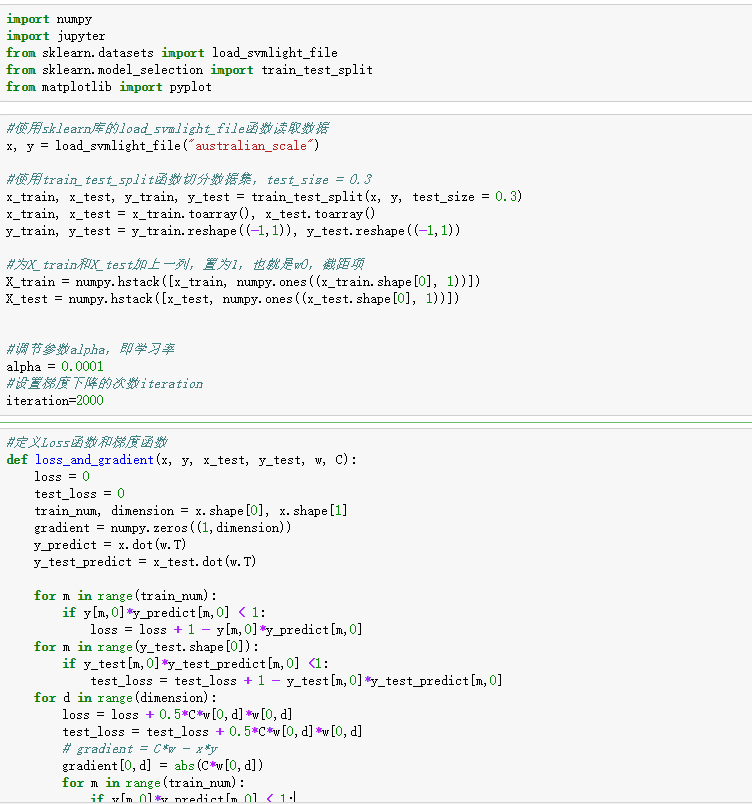 import numpy
import jupyter
from sklearn.datasets import load_svmlight_file
from sklearn.model_selection import train_test_split
from matplotlib import pyplot
#使用sklearn库的load_svmlight_file函数读取数据
x, y = load_svmlight_file("australian_scale")
#使用train_test_split函数切分数据集，test_size = 0.3
x_train, x_test, y_train, y_test = train_test_split(x, y, test_size = 0.3)
x_train, x_test = x_train.toarray(), x_test.toarray()
y_train, y_test = y_train.reshape((-1,1)), y_test.reshape((-1,1))
#为X_train和X_test加上一列，置为1，也就是w0，截距项
X_train = numpy.hstack([x_train, numpy.ones((x_train.shape[0], 1))])
X_test = numpy.hstack([x_test, numpy.ones((x_test.shape[0], 1))])
#调节参数alpha，即学习率
alpha = 0.0001
#设置梯度下降的次数iteration
iteration=2000
#定义Loss函数和梯度函数
def loss_and_gradient(x, y, x_test, y_test, w, C):
    loss = 0
    test_loss = 0
    train_num, dimension = x.shape[0], x.shape[1]
    gradient = numpy.zeros((1,dimension))
    y_predict = x.dot(w.T)
    y_test_predict = x_test.dot(w.T)
    for m in range(train_num):
        if y[m,0]*y_predict[m,0] < 1:
            loss = loss + 1 - y[m,0]*y_predict[m,0]
    for m in range(y_test.shape[0]):
        if y_test[m,0]*y_test_predict[m,0] <1:
            test_loss = test_loss + 1 - y_test[m,0]*y_test_predict[m,0]
    for d in range(dimension):
        loss = loss + 0.5*C*w[0,d]*w[0,d]
        test_loss = test_loss + 0.5*C*w[0,d]*w[0,d]
        # gradient = C*w - x*y
        gradient[0,d] = abs(C*w[0,d])
        for m in range(train_num):
            if y[m,0]*y_predict[m,0] < 1: